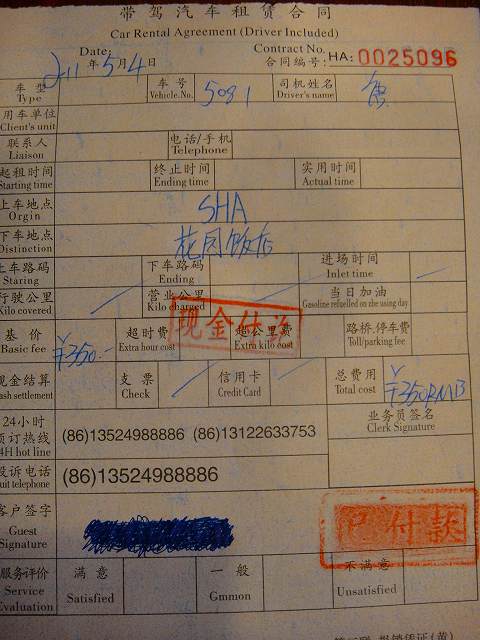 带驾汽车租赁合同
Car Rental Agreement (Driver Included)
Date: 2011年5月4日 Contract No. 合同编号: HA: 0025096
车型 Type 车号 Vehicle.No. 5081 司机姓名 Driver's name
用车单位 Client's unit
联系人 Liaison 电话/手机 Telephone
起租时间 Starting time 终止时间 Ending time 实用时间 Actual time
上车地点 Orgin SHA
下车地点 Distinction 花园饭店
上车路码 Staring 下车路码 Ending 进场时间 Inlet time
行驶公里 Kilo covered 营业公里 Kilo charged 当日加油 Gasoline refuelled on zhe using day
现金付讫
基价 Basic fee ¥350 超时费 Extra hour cost 超公里费 Extra kilo cost 路桥.停车费 Toll/parking fee
现金结算 Cash settlement 支票 Check 信用卡 Credit Card 总费用 Total cost ¥350RMB
24小时 预订热线 24H hot line (86)13524988886 (86)13122633753 业务员签名 Clerk Signature
投诉电话 suit telephone (86)13524988886
客户签字 Guest Signature
已付款
服务评价 Service Evaluation 满意 Satisfied 一般 Gmmon 不满意 Unsatisfied
报销凭证(黄)